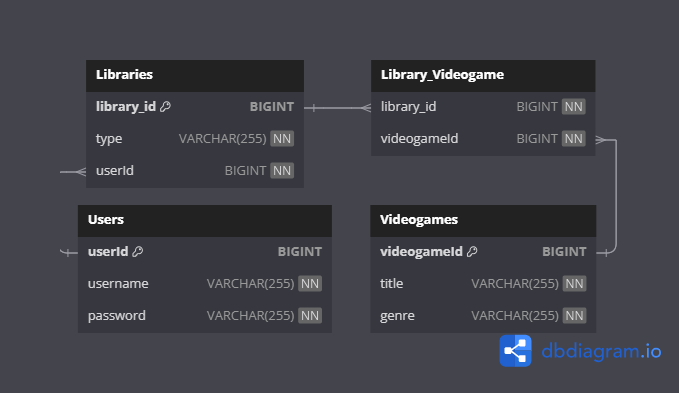 Libraries
library_id BIGINT
type VARCHAR(255) NN
userId BIGINT NN
Library_Videogame
library_id BIGINT NN
videogameId BIGINT NN
Users
userId BIGINT
username VARCHAR(255) NN
password VARCHAR(255) NN
Videogames
videogameId BIGINT
title VARCHAR(255) NN
genre VARCHAR(255) NN
dbdiagram.io